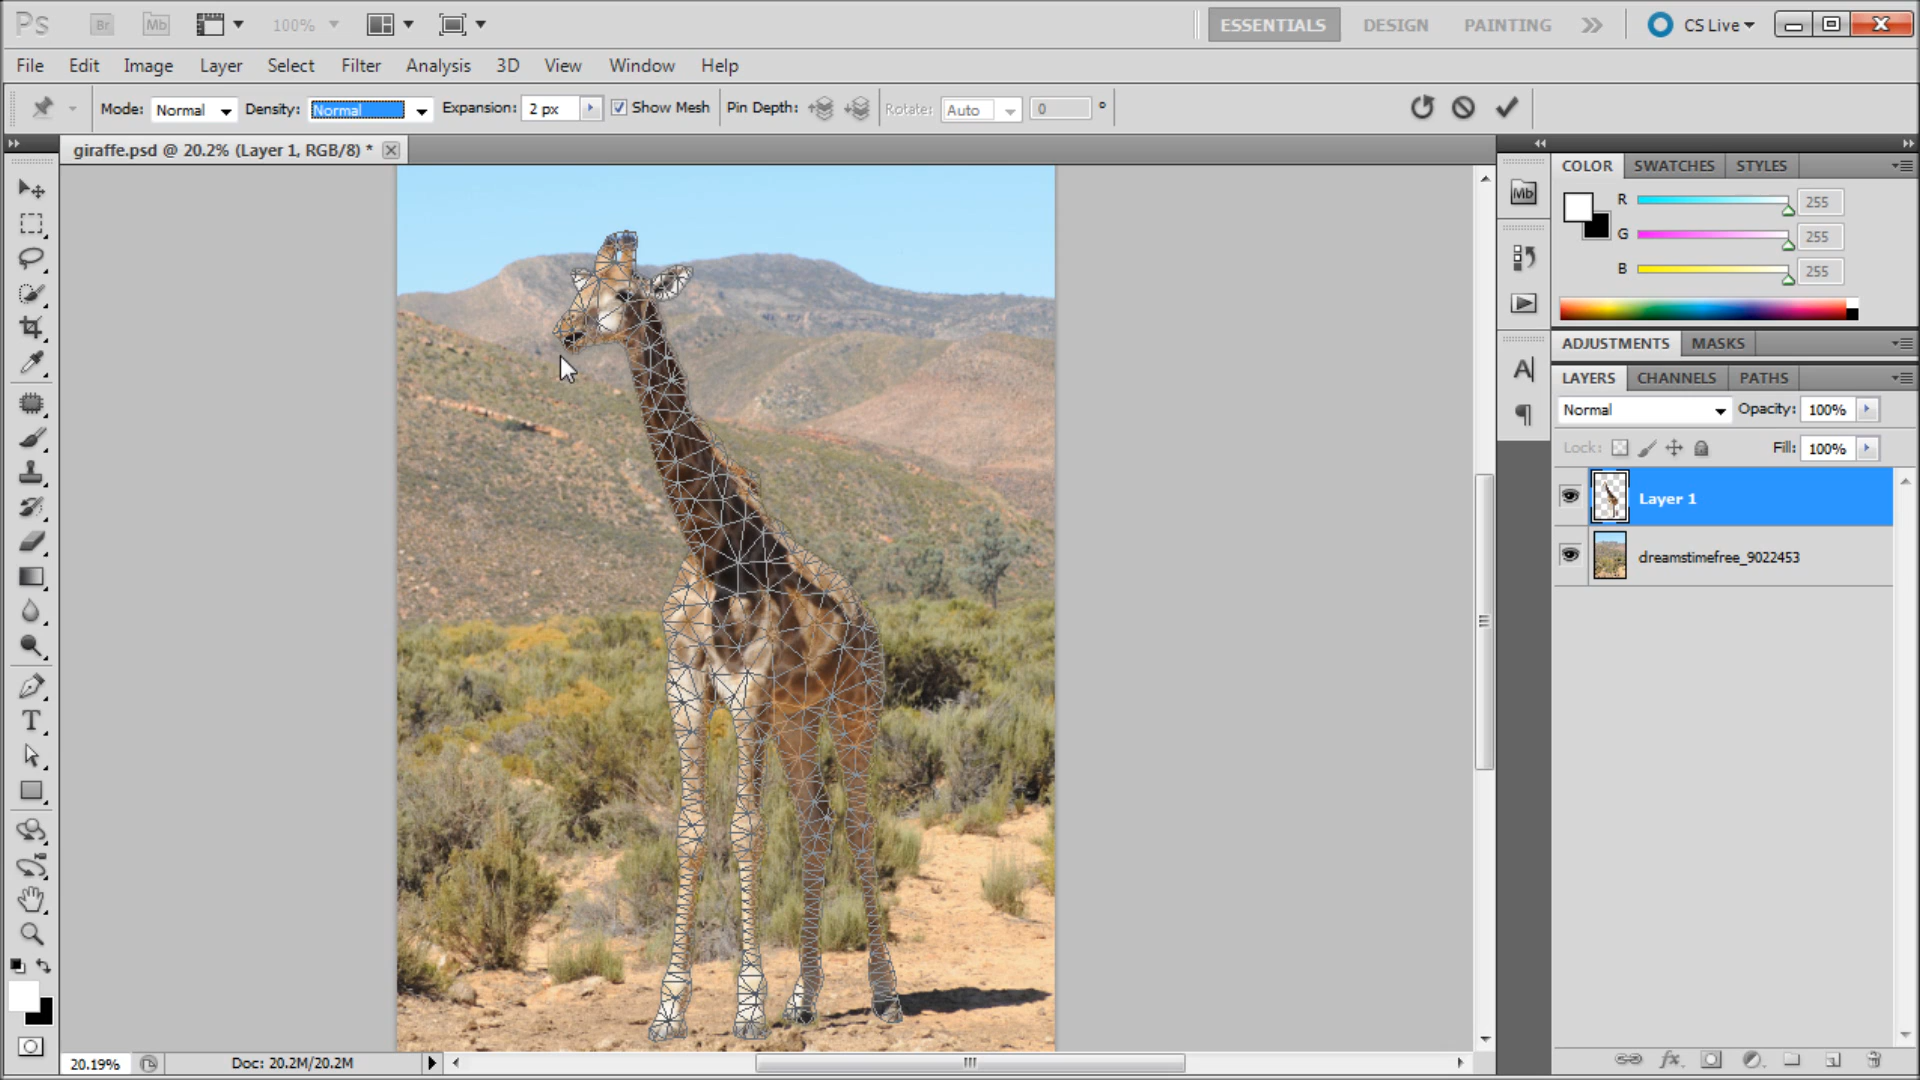 Ps Br Mb 100% ESSENTIALS DESIGN PAINTING CS Live
File Edit Image Layer Select Filter Analysis 3D View Window Help
Mode: Normal Density: Normal Expansion: 2 px Show Mesh Pin Depth: Rotate: Auto 0 °
giraffe.psd @ 20.2% (Layer 1, RGB/8) *
COLOR SWATCHES STYLES
Mb
R 255
G 255
B 255
ADJUSTMENTS MASKS
LAYERS CHANNELS PATHS
Normal Opacity: 100%
Lock: Fill: 100%
Layer 1
dreamstimefree_9022453
20.19% Doc: 20.2M/20.2M